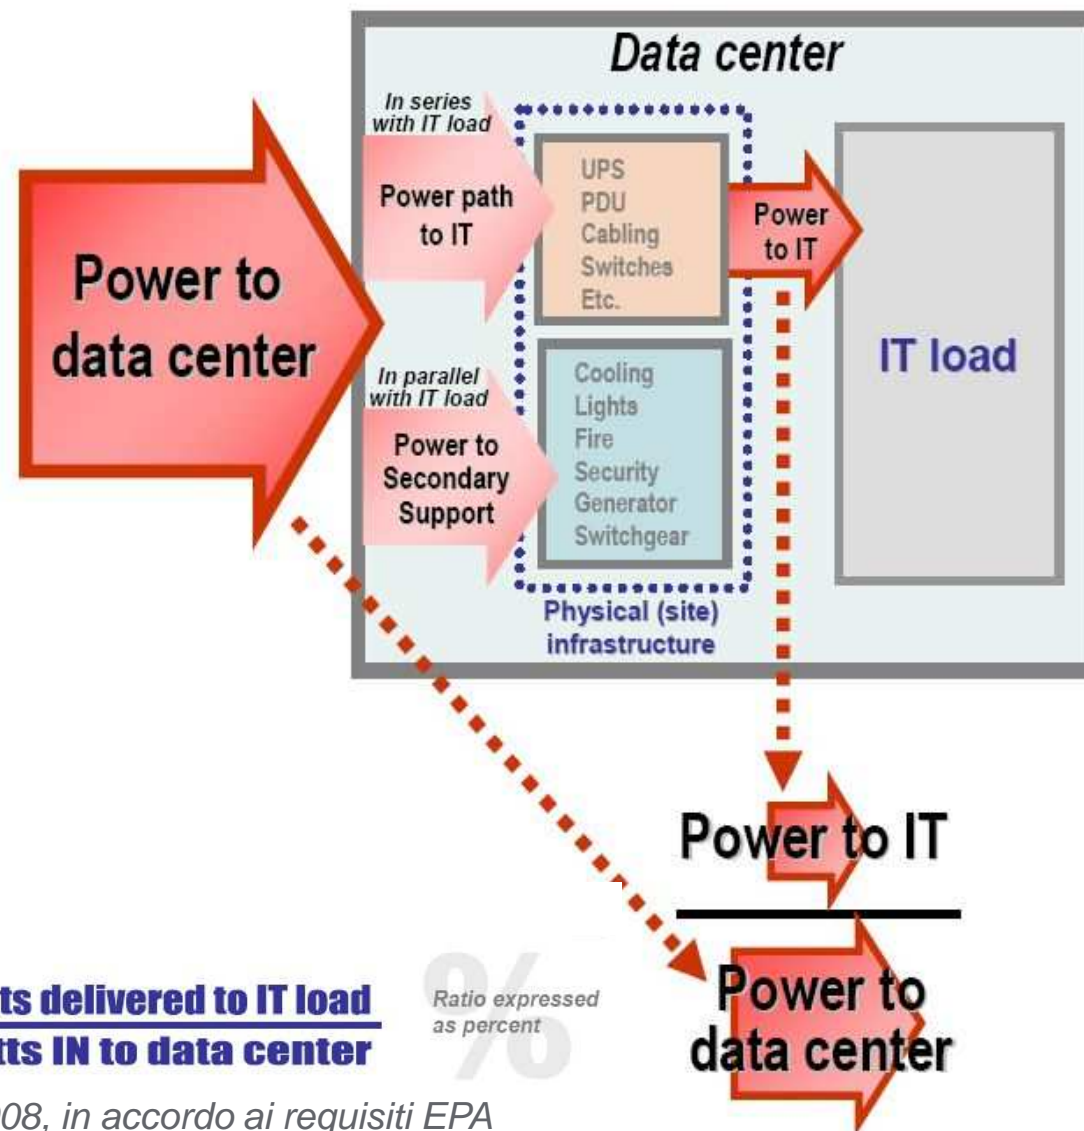 Data center
In series
with IT load
Power path
to IT
UPS
PDU
Cabling
Switches
Etc.
Power
to IT
Power to
data center
IT load
In parallel
with IT load
Power to
Secondary
Support
Cooling
Lights
Fire
Security
Generator
Switchgear
Physical (site)
infrastructure
Power to IT
Power to
data center
delivered to IT load
IN to data center
%
Ratio expressed
as percent
in accordo ai requisiti EPA